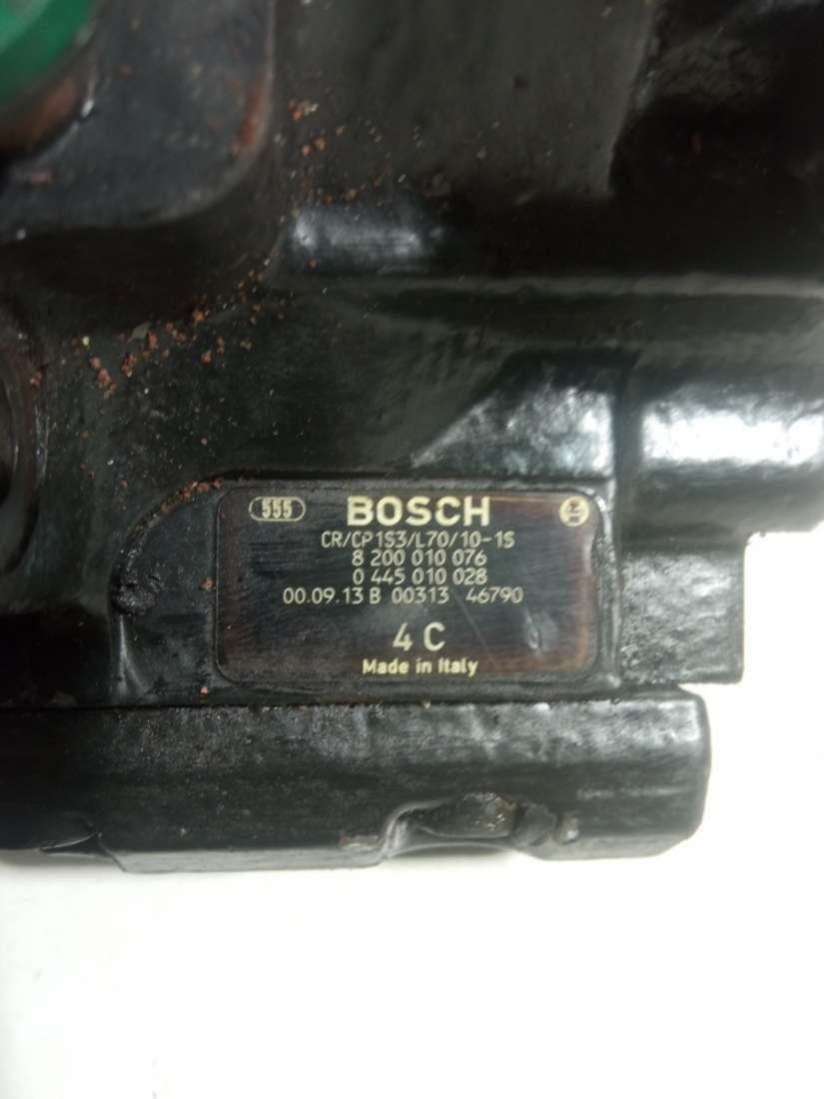 555 BOSCH
CR/CP1S3/L70/10-1S
8 200 010 076
0 445 010 028
00.09.13 B 00313 46790
4 C
Made in Italy